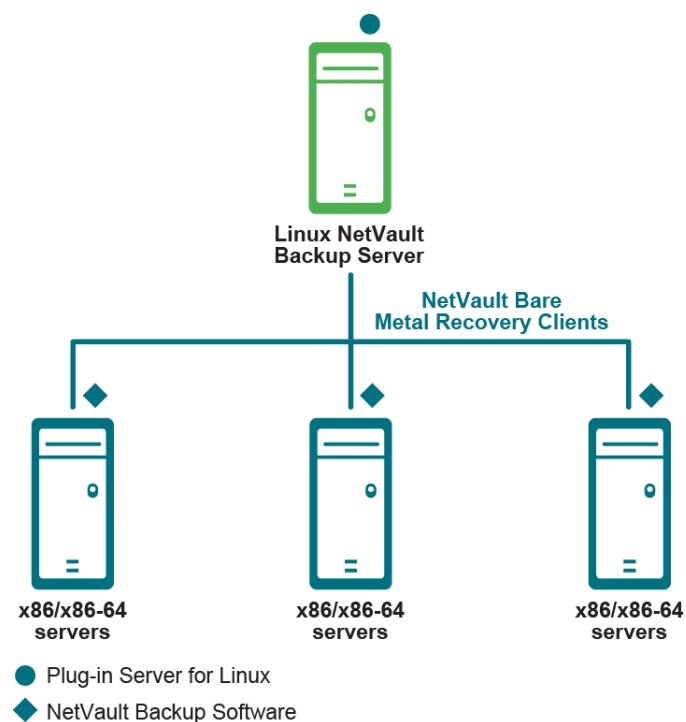 Linux NetVault
Backup Server
NetVault Bare
Metal Recovery Clients
x86/x86-64
servers
x86/x86-64
servers
x86/x86-64
servers
Plug-in Server for Linux
NetVault Backup Software